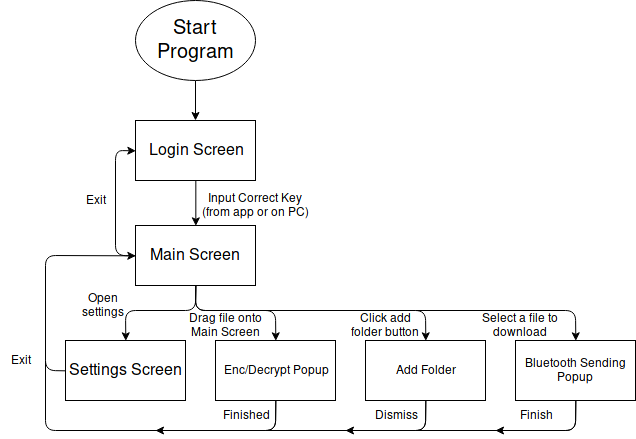 Start
Program
Login Screen
Exit
Input Correct Key
(from app or on PC)
Main Screen
Open
settings
Drag file onto
Main Screen
Click add
folder button
Select a file to
download
Exit
Settings Screen
Enc/Decrypt Popup
Add Folder
Bluetooth Sending
Popup
Finished
Dismiss
Finish